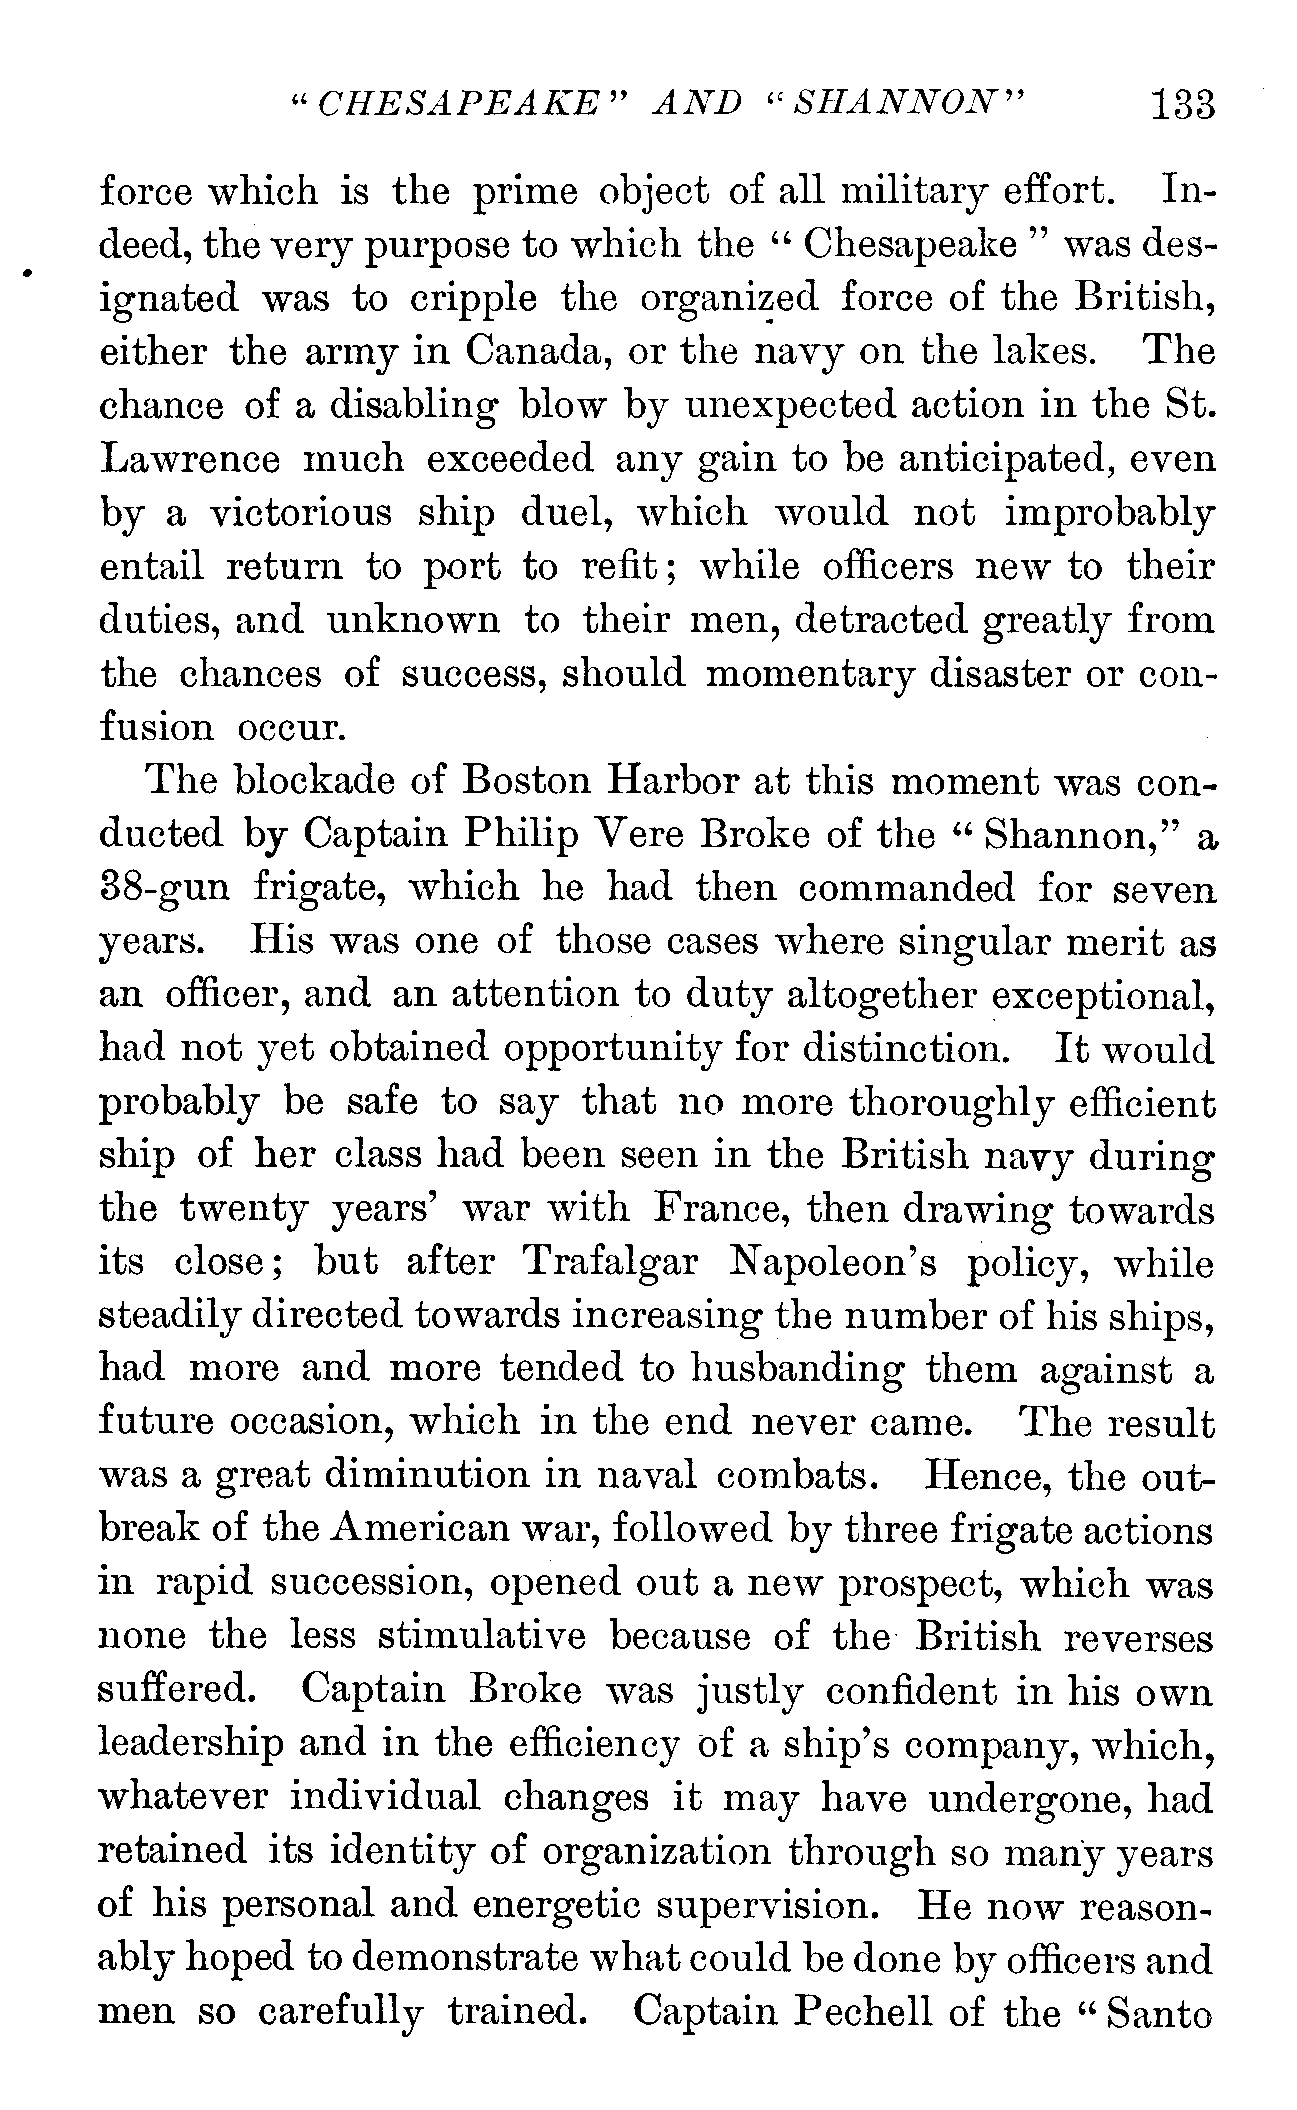 "CHESAPEAKE" AND "SHANNON" 133
force which is the prime object of all military effort. In-
deed, the very purpose to which the " Chesapeake " was des-
ignated was to cripple the organized force of the British,
either the army in Canada, or the navy on the lakes. The
chance of a disabling blow by unexpected action in the St.
Lawrence much exceeded any gain to be anticipated, even
by a victorious ship duel, which would not improbably
entail return to port to refit; while officers new to their
duties, and unknown to their men, detracted greatly from
the chances of success, should momentary disaster or con-
fusion occur.
The blockade of Boston Harbor at this moment was con-
ducted by Captain Philip Vere Broke of the " Shannon," a
38-gun frigate, which he had then commanded for seven
years. His was one of those cases where singular merit as
an officer, and an attention to duty altogether exceptional,
had not yet obtained opportunity for distinction. It would
probably be safe to say that no more thoroughly efficient
ship of her class had been seen in the British navy during
the twenty years' war with France, then drawing towards
its close; but after Trafalgar Napoleon's policy, while
steadily directed towards increasing the number of his ships,
had more and more tended to husbanding them against a
future occasion, which in the end never came. The result
was a great diminution in naval combats. Hence, the out-
break of the American war, followed by three frigate actions
in rapid succession, opened out a new prospect, which was
none the less stimulative because of the British reverses
suffered. Captain Broke was justly confident in his own
leadership and in the efficiency of a ship's company, which,
whatever individual changes it may have undergone, had
retained its identity of organization through so many years
of his personal and energetic supervision. He now reason-
ably hoped to demonstrate what could be done by officers and
men so carefully trained. Captain Pechell of the " Santo